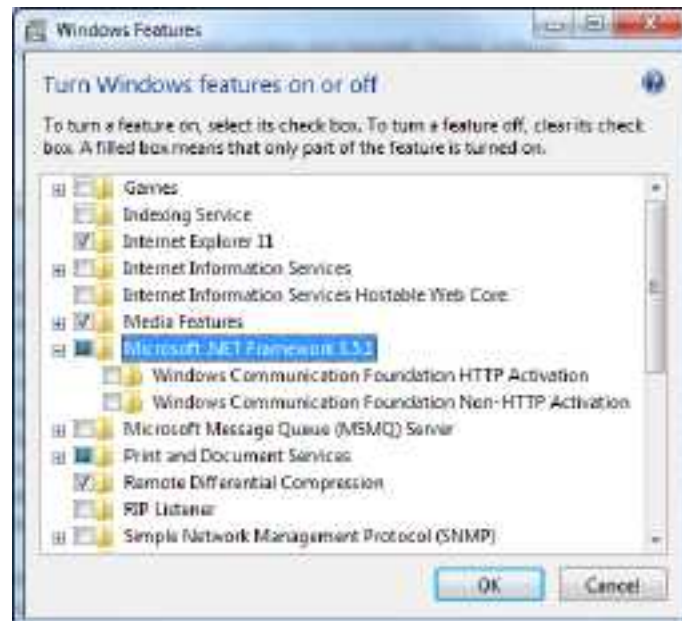 Windows Features
Turn Windows features on or off
To turn a feature on, select its check box. To turn a feature off, clear its check
box. A filled box means that only part of the feature is turned on.
Games
Indexing Service
Internet Explorer 11
Internet Information Services
Internet Information Services Hostable Web Core
Media Features
Microsoft .NET Framework 3.5.1
Windows Communication Foundation HTTP Activation
Windows Communication Foundation Non-HTTP Activation
Microsoft Message Queue (MSMQ) Server
Print and Document Services
Remote Differential Compression
RIP Listener
Simple Network Management Protocol (SNMP)
OK
Cancel